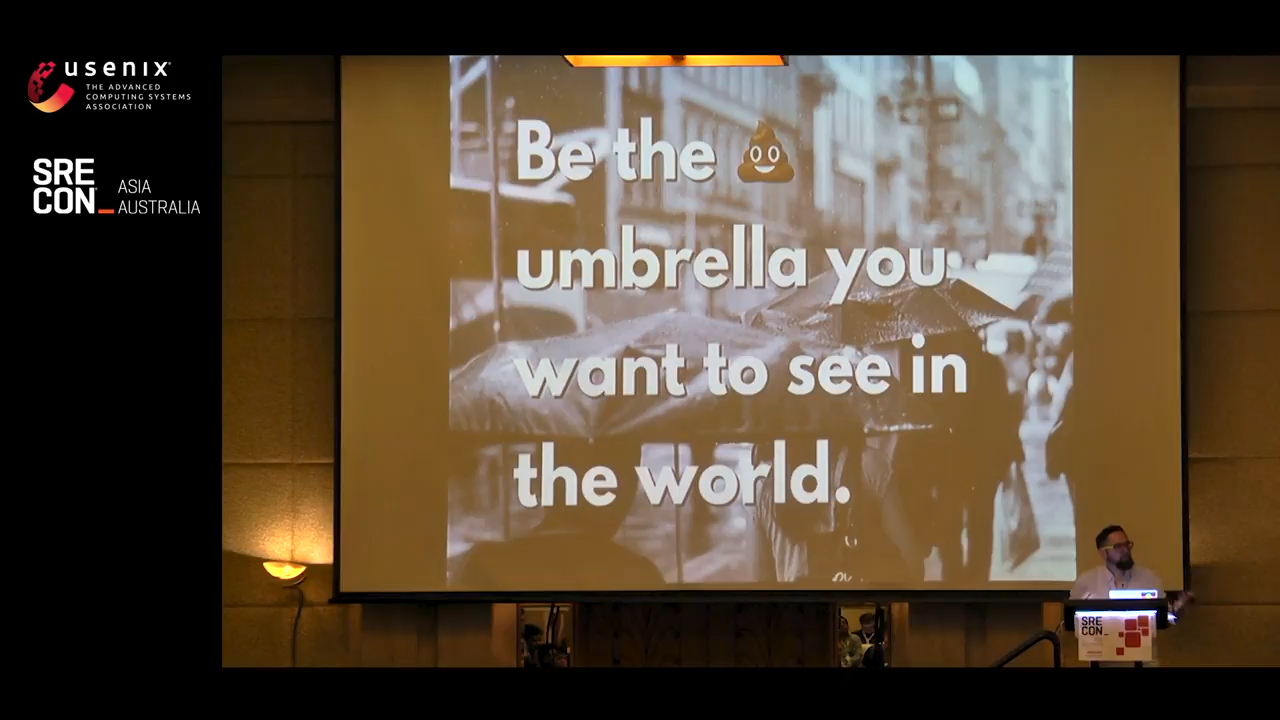 usenix
THE ADVANCED
COMPUTING SYSTEMS
ASSOCIATION
SRE
CON
ASIA
AUSTRALIA
Be the 💩
umbrella you
want to see in
the world.
SRE
CON